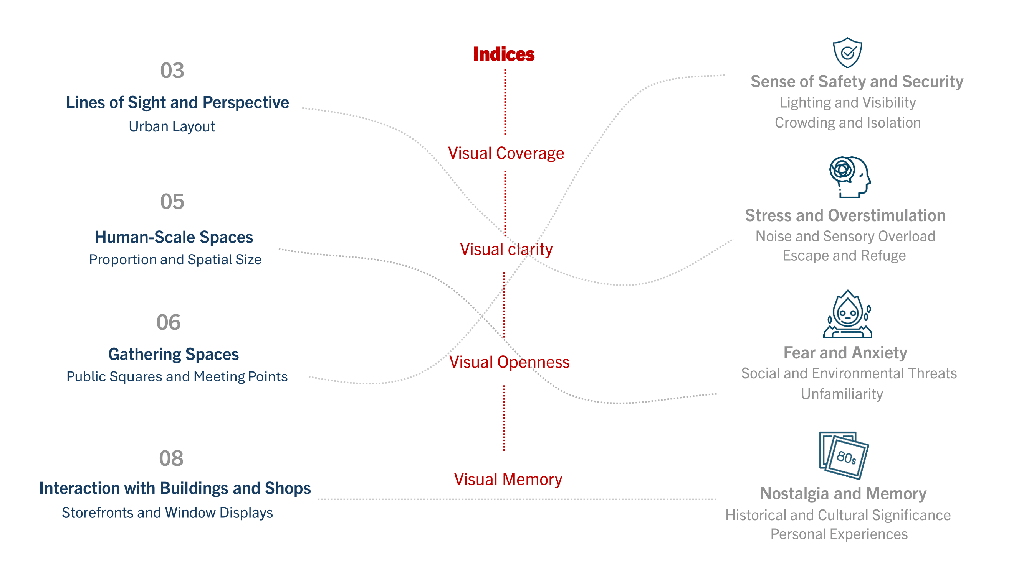 Indices
03
Lines of Sight and Perspective
Urban Layout
05
Human-Scale Spaces
Proportion and Spatial Size
06
Gathering Spaces
Public Squares and Meeting Points
08
Interaction with Buildings and Shops
Storefronts and Window Displays
Visual Coverage
Visual clarity
Visual Openness
Visual Memory
Sense of Safety and Security
Lighting and Visibility
Crowding and Isolation
Stress and Overstimulation
Noise and Sensory Overload
Escape and Refuge
Fear and Anxiety
Social and Environmental Threats
Unfamiliarity
80s
Nostalgia and Memory
Historical and Cultural Significance
Personal Experiences